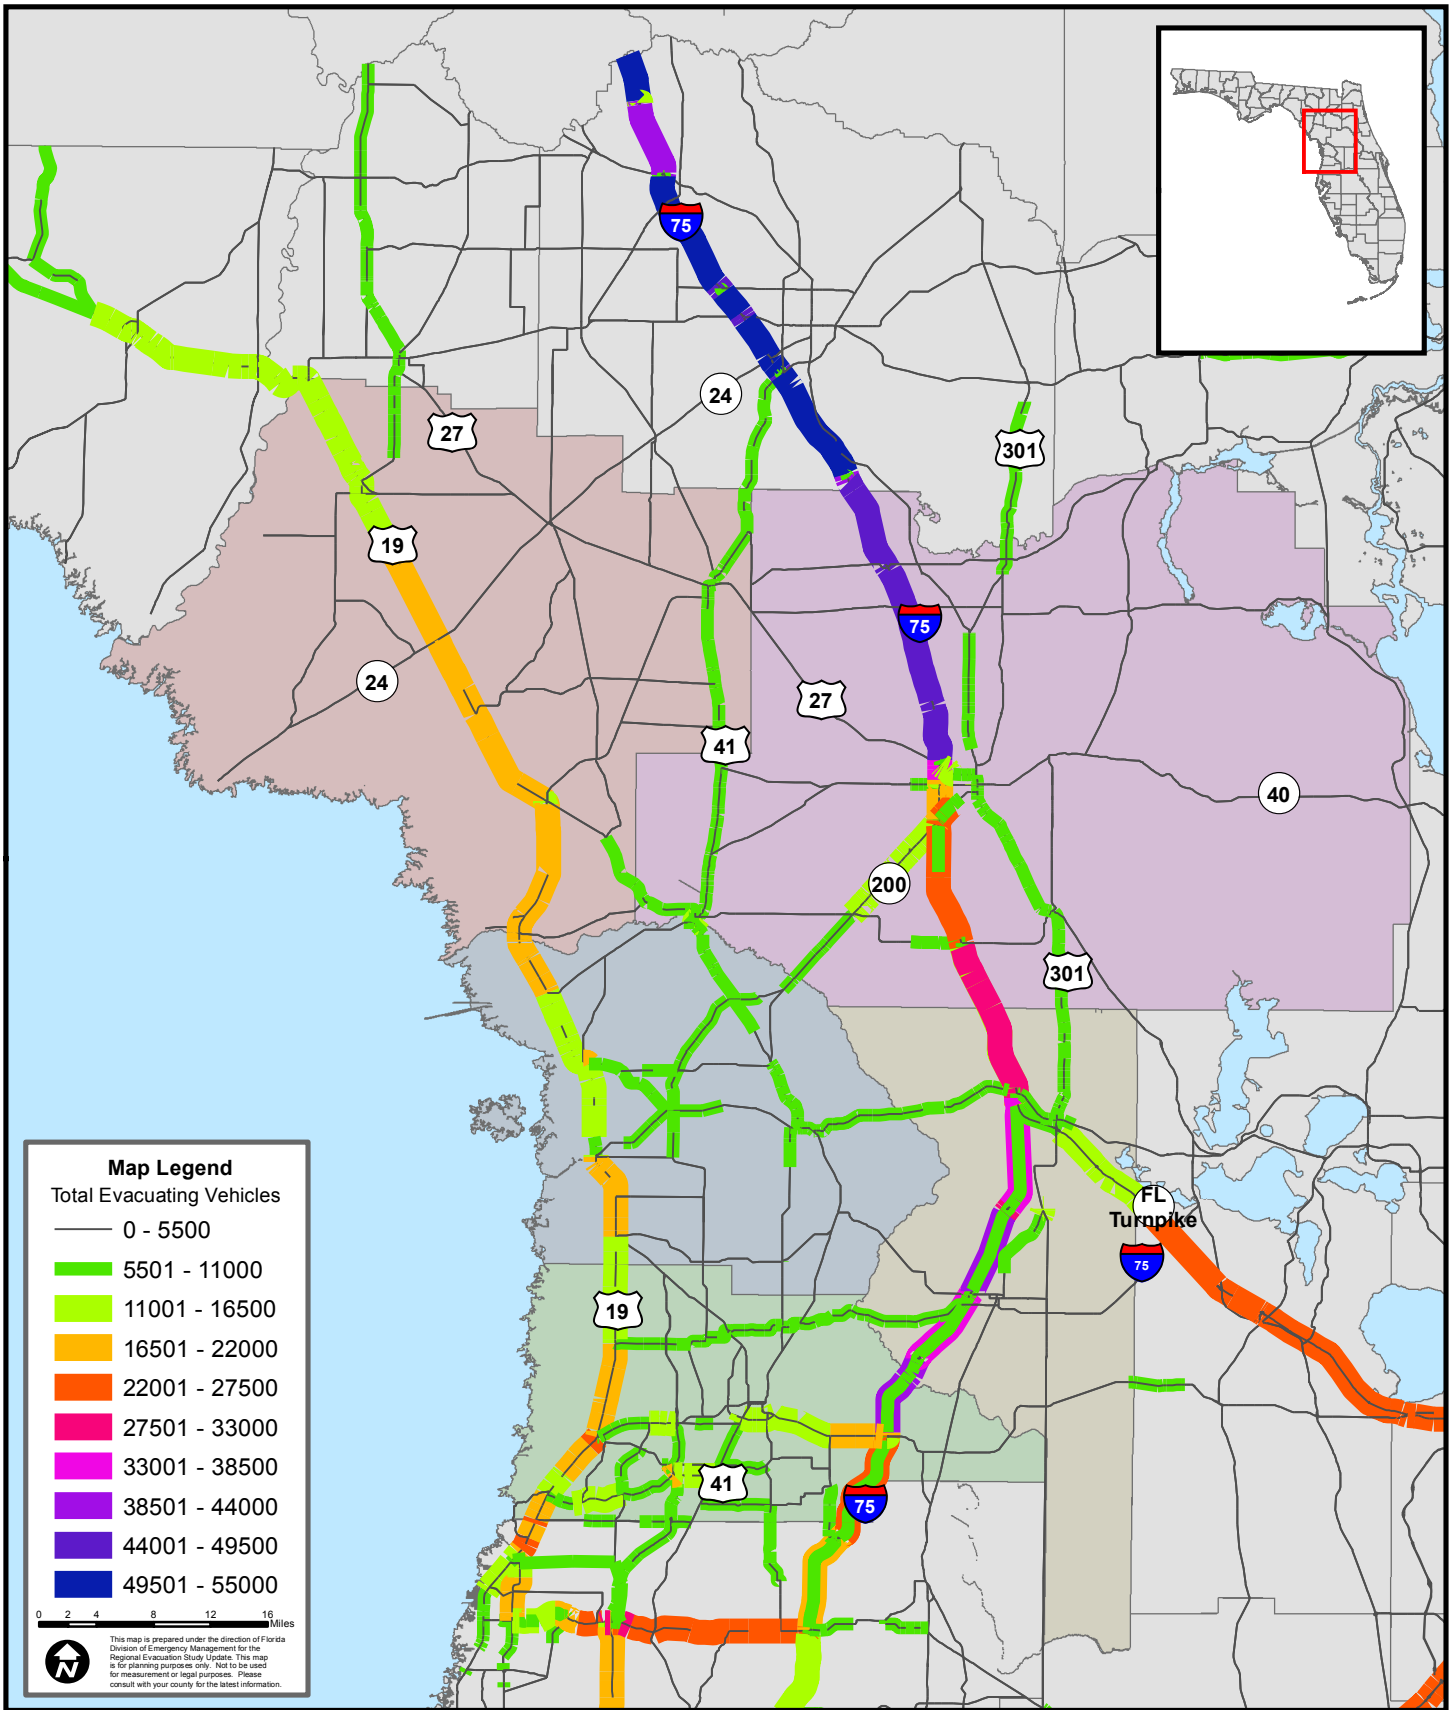 75
24
27
301
19
75
24
27
41
40
200
301
FL
Turnpike
75
19
41
75
Map Legend
Total Evacuating Vehicles
0 - 5500
5501 - 11000
11001 - 16500
16501 - 22000
22001 - 27500
27501 - 33000
33001 - 38500
38501 - 44000
44001 - 49500
49501 - 55000
0 2 4 8 12 16
Miles
N
This map is prepared under the direction of Florida
Division of Emergency Management for the
Regional Evacuation Study Update. This map
is for planning purposes only. Not to be used
for measurement or legal purposes. Please
consult with your county for the latest information.